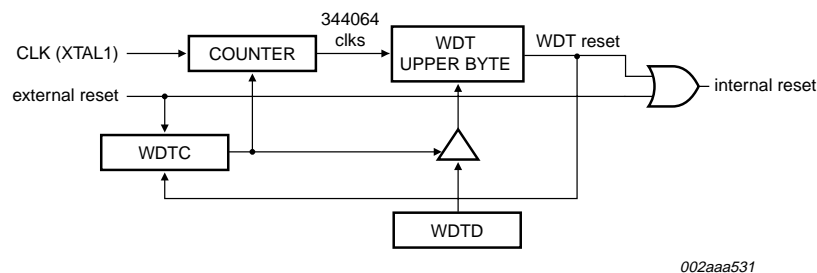 344064
clks
CLK (XTAL1)
COUNTER
WDT
UPPER BYTE
WDT reset
external reset
internal reset
WDTC
WDTD
002aaa531